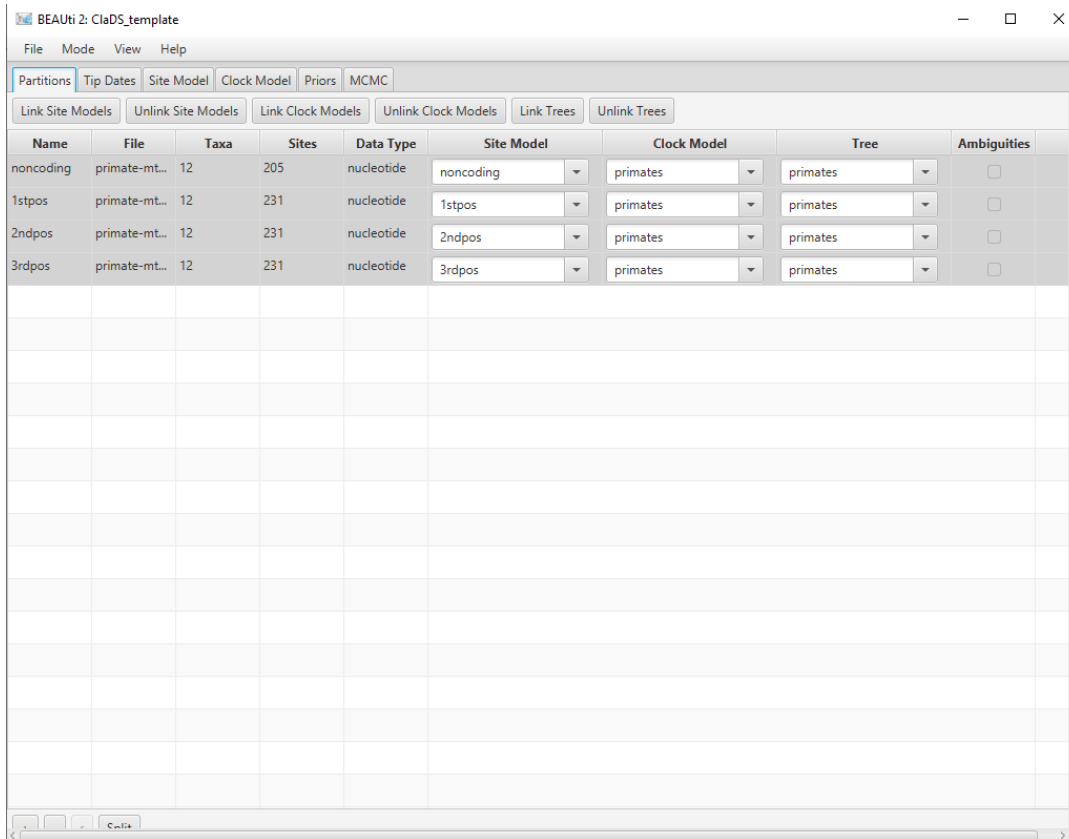 BEAUti 2: ClaDS_template
File Mode View Help
Partitions Tip Dates Site Model Clock Model Priors MCMC
Link Site Models Unlink Site Models Link Clock Models Unlink Clock Models Link Trees Unlink Trees
Name File Taxa Sites Data Type Site Model Clock Model Tree Ambiguities
noncoding primate-mt... 12 205 nucleotide noncoding primates primates
1stpos primate-mt... 12 231 nucleotide 1stpos primates primates
2ndpos primate-mt... 12 231 nucleotide 2ndpos primates primates
3rdpos primate-mt... 12 231 nucleotide 3rdpos primates primates
Split